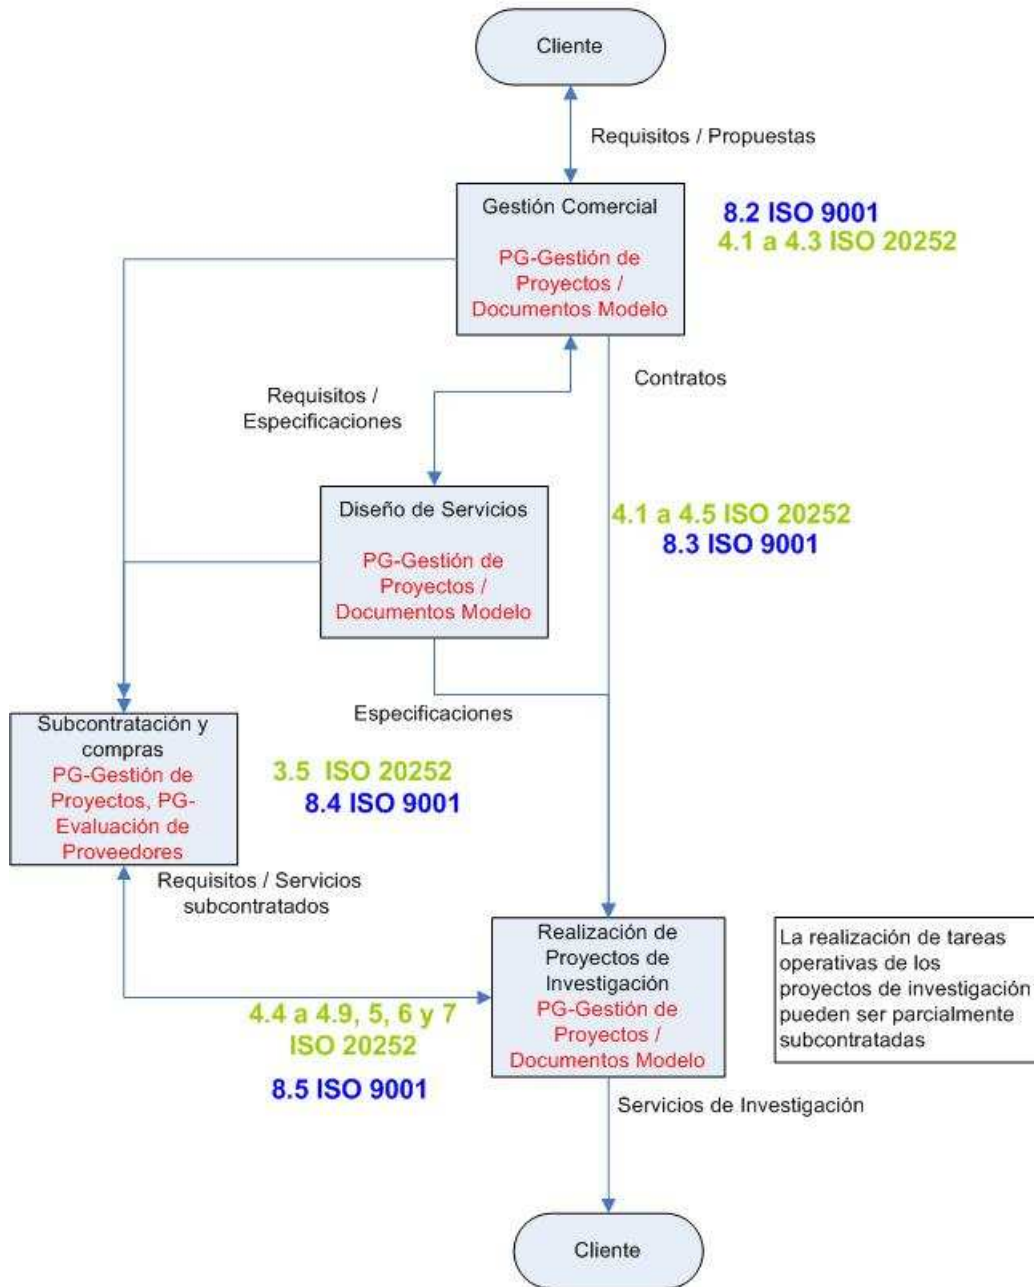 Cliente
Requisitos / Propuestas
Gestión Comercial
PG-Gestión de
Proyectos /
Documentos Modelo
8.2 ISO 9001
4.1 a 4.3 ISO 20252
Contratos
Requisitos /
Especificaciones
Diseño de Servicios
PG-Gestión de
Proyectos /
Documentos Modelo
4.1 a 4.5 ISO 20252
8.3 ISO 9001
Especificaciones
Subcontratación y
compras
PG-Gestión de
Proyectos, PG-
Evaluación de
Proveedores
3.5 ISO 20252
8.4 ISO 9001
Requisitos / Servicios
subcontratados
Realización de
Proyectos de
Investigación
PG-Gestión de
Proyectos /
Documentos Modelo
La realización de tareas
operativas de los
proyectos de investigación
pueden ser parcialmente
subcontratadas
4.4 a 4.9, 5, 6 y 7
ISO 20252
8.5 ISO 9001
Servicios de Investigación
Cliente